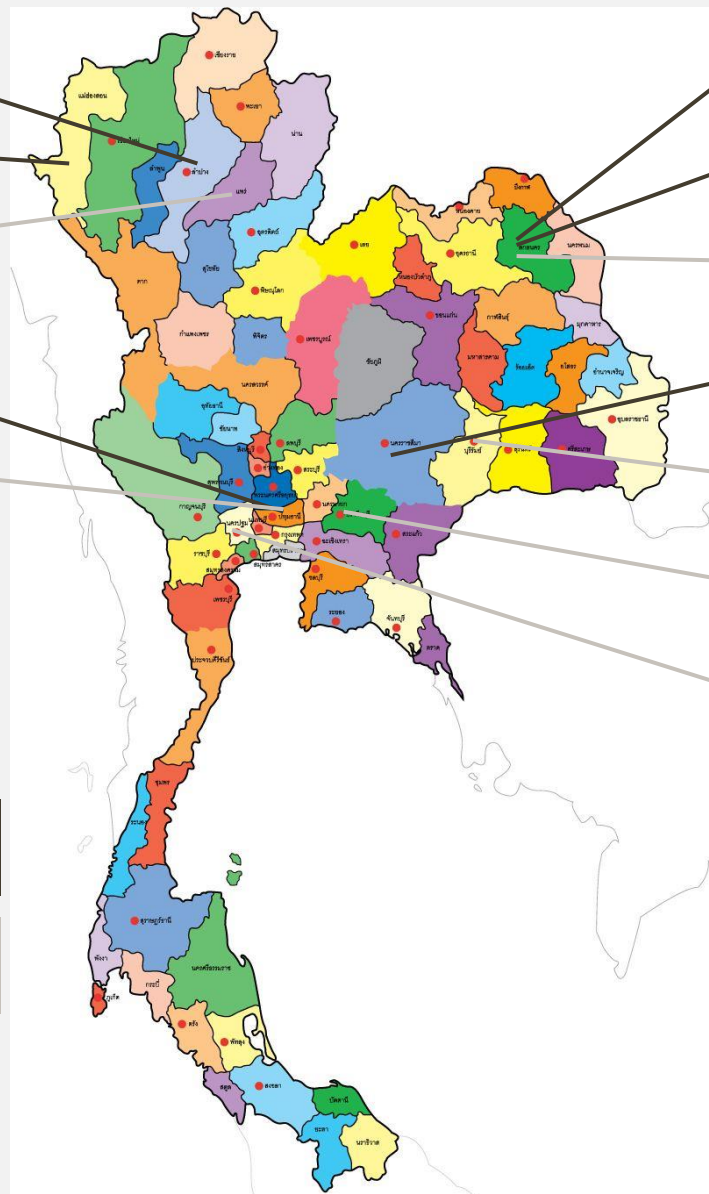 เชียงราย
แม่ฮ่องสอน
พะเยา
น่าน
ลำพูน
ลำปาง
แพร่
บึงกาฬ
หนองคาย
อุตรดิตถ์
เลย
อุดรธานี
สกลนคร
นครพนม
สุโขทัย
ตาก
หนองบัวลำภู
พิษณุโลก
กำแพงเพชร
พิจิตร
เพชรบูรณ์
ขอนแก่น
กาฬสินธุ์
มุกดาหาร
ชัยภูมิ
มหาสารคาม
ร้อยเอ็ด
ยโสธร
อำนาจเจริญ
นครสวรรค์
อุทัยธานี
ชัยนาท
ลพบุรี
นครราชสีมา
บุรีรัมย์
ศรีสะเกษ
อุบลราชธานี
สระบุรี
สุพรรณบุรี
กาญจนบุรี
ปทุมธานี
นครปฐม
กรุงเทพฯ
ฉะเชิงเทรา
สระแก้ว
ราชบุรี
สมุทรสาคร
สมุทรสงคราม
ชลบุรี
เพชรบุรี
ระยอง
จันทบุรี
ตราด
ประจวบคีรีขันธ์
ชุมพร
ระนอง
สุราษฎร์ธานี
พังงา
นครศรีธรรมราช
กระบี่
ภูเก็ต
ตรัง
พัทลุง
สตูล
สงขลา
ปัตตานี
ยะลา
นราธิวาส